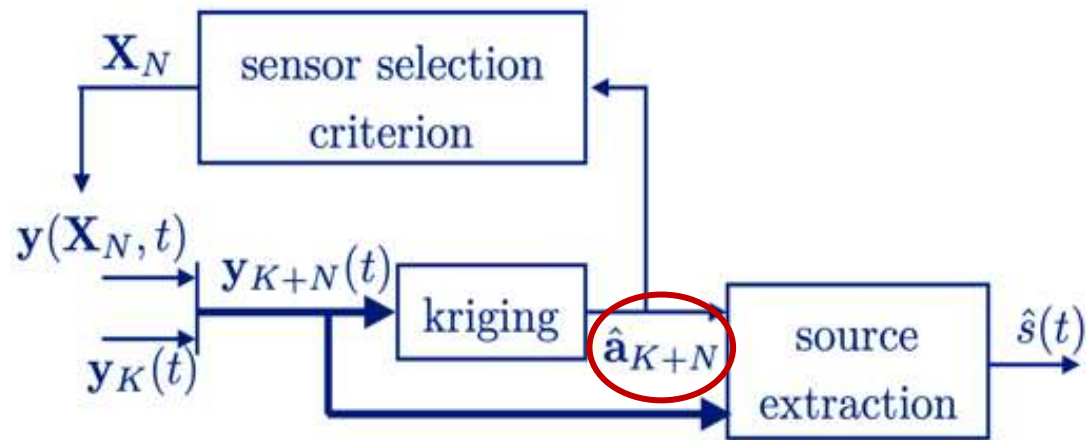 𝐗_N
sensor selection
criterion
𝐲(𝐗_N, t)
𝐲_{K+N}(t)
kriging
𝐲_K(t)
𝐚̂_{K+N}
source
extraction
ŝ(t)